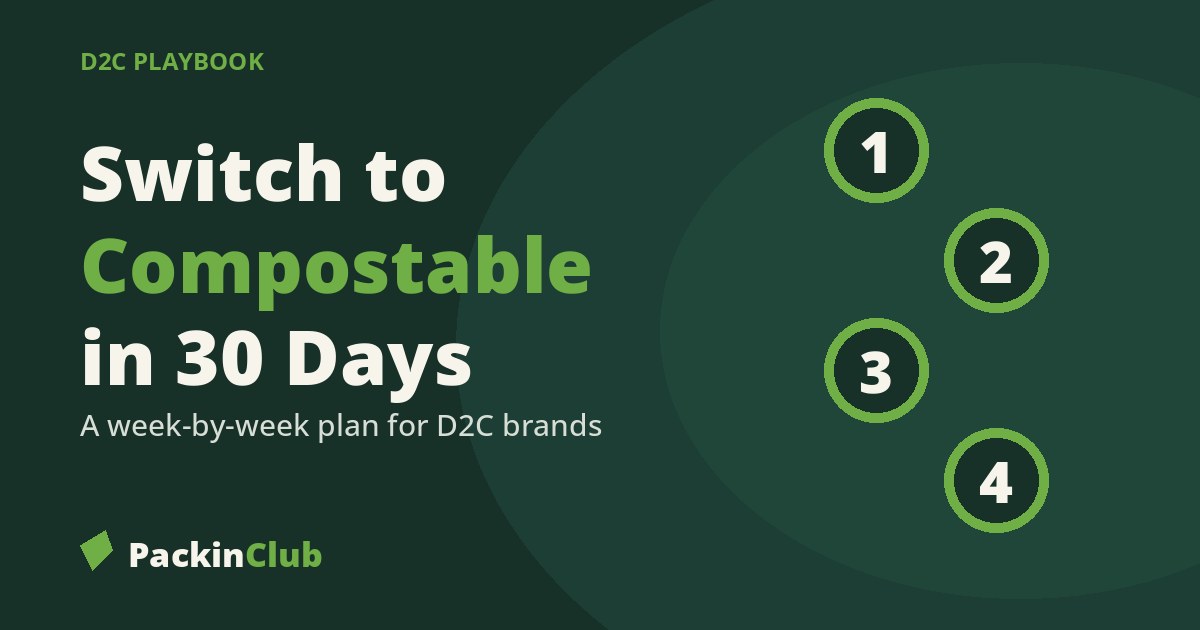 D2C PLAYBOOK
Switch to
Compostable
in 30 Days
A week-by-week plan for D2C brands
PackinClub
1
2
3
4